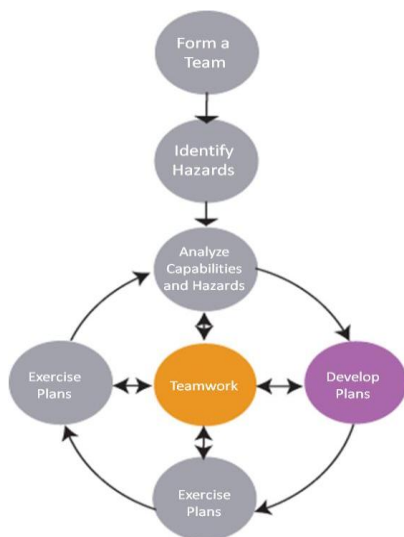 Form a
Team
Identify
Hazards
Analyze
Capabilities
and Hazards
Exercise
Plans
Teamwork
Develop
Plans
Exercise
Plans